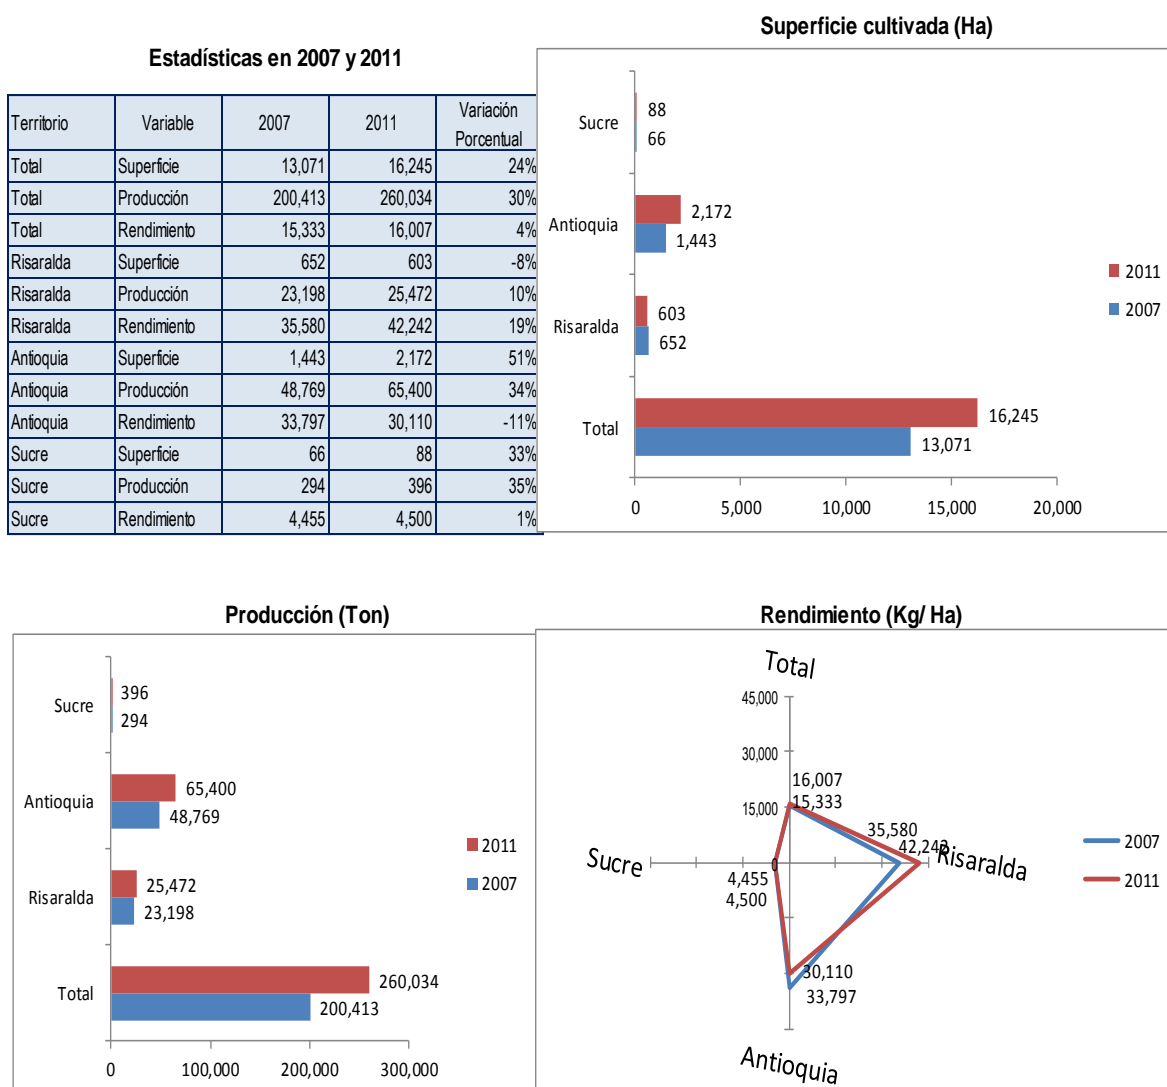 Estadísticas en 2007 y 2011
Territorio Variable 2007 2011 Variación Porcentual
Total Superficie 13,071 16,245 24%
Total Producción 200,413 260,034 30%
Total Rendimiento 15,333 16,007 4%
Risaralda Superficie 652 603 -8%
Risaralda Producción 23,198 25,472 10%
Risaralda Rendimiento 35,580 42,242 19%
Antioquia Superficie 1,443 2,172 51%
Antioquia Producción 48,769 65,400 34%
Antioquia Rendimiento 33,797 30,110 -11%
Sucre Superficie 66 88 33%
Sucre Producción 294 396 35%
Sucre Rendimiento 4,455 4,500 1%
Superficie cultivada (Ha)
Sucre
88
66
Antioquia
2,172
1,443
Risaralda
603
652
Total
16,245
13,071
0 5,000 10,000 15,000 20,000
2011
2007
Producción (Ton)
Sucre
396
294
Antioquia
65,400
48,769
Risaralda
25,472
23,198
Total
260,034
200,413
0 100,000 200,000 300,000
2011
2007
Rendimiento (Kg/ Ha)
Total
45,000
30,000
15,000
0
16,007
15,333
35,580
42,242
Risaralda
Sucre
4,455
4,500
30,110
33,797
Antioquia
2007
2011